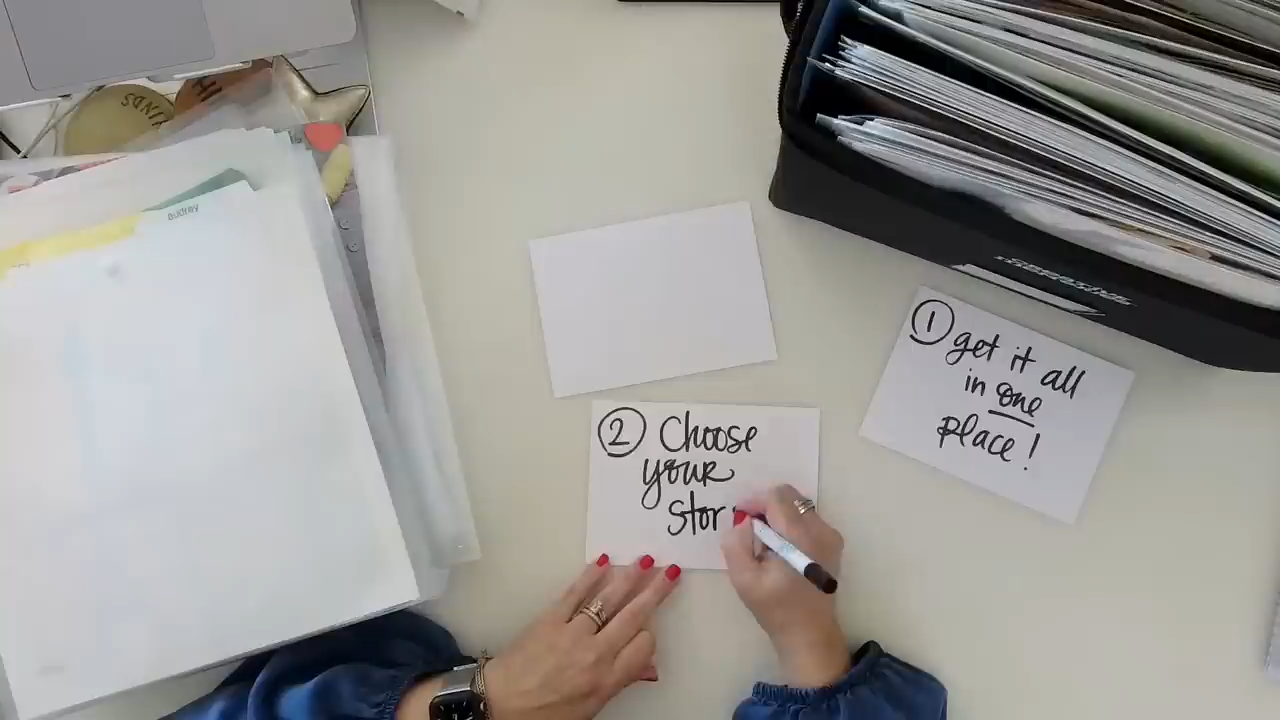 audrey
① get it all
in one
place!
② Choose
your
stor